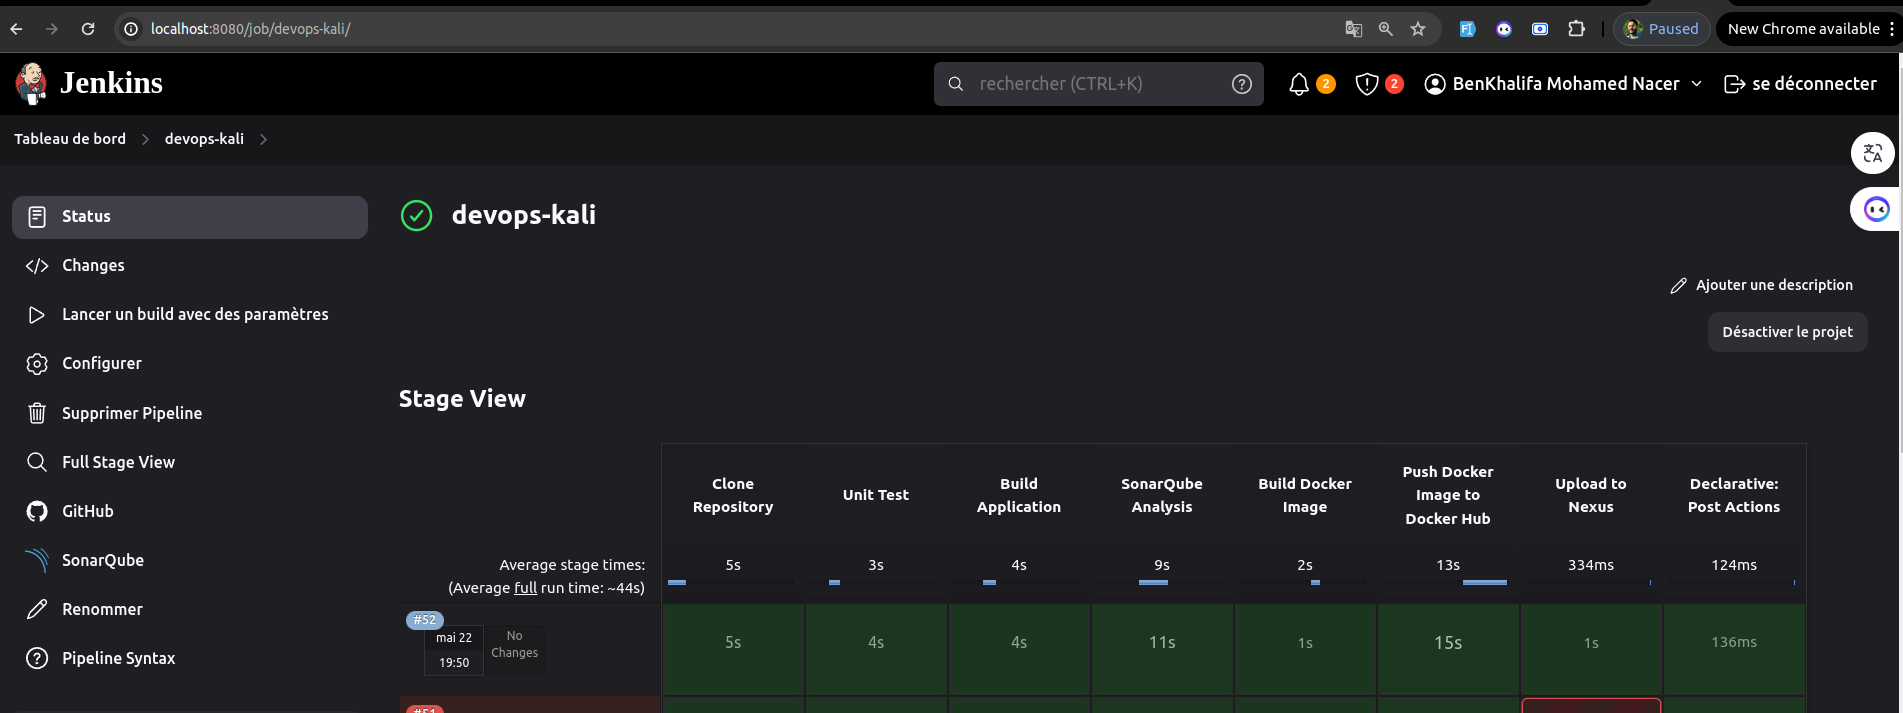 localhost:8080/job/devops-kali/
Paused
New Chrome available
Jenkins
rechercher (CTRL+K)
2
2
BenKhalifa Mohamed Nacer
se déconnecter
Tableau de bord
devops-kali
Status
devops-kali
Changes
Ajouter une description
Lancer un build avec des paramètres
Désactiver le projet
Configurer
Stage View
Supprimer Pipeline
Full Stage View
GitHub
SonarQube
Renommer
Pipeline Syntax
Clone
Repository
Unit Test
Build
Application
SonarQube
Analysis
Build Docker
Image
Push Docker
Image to
Docker Hub
Upload to
Nexus
Declarative:
Post Actions
Average stage times:
(Average full run time: ~44s)
5s
3s
4s
9s
2s
13s
334ms
124ms
#52
mai 22
19:50
No
Changes
5s
4s
4s
11s
1s
15s
1s
136ms
#51